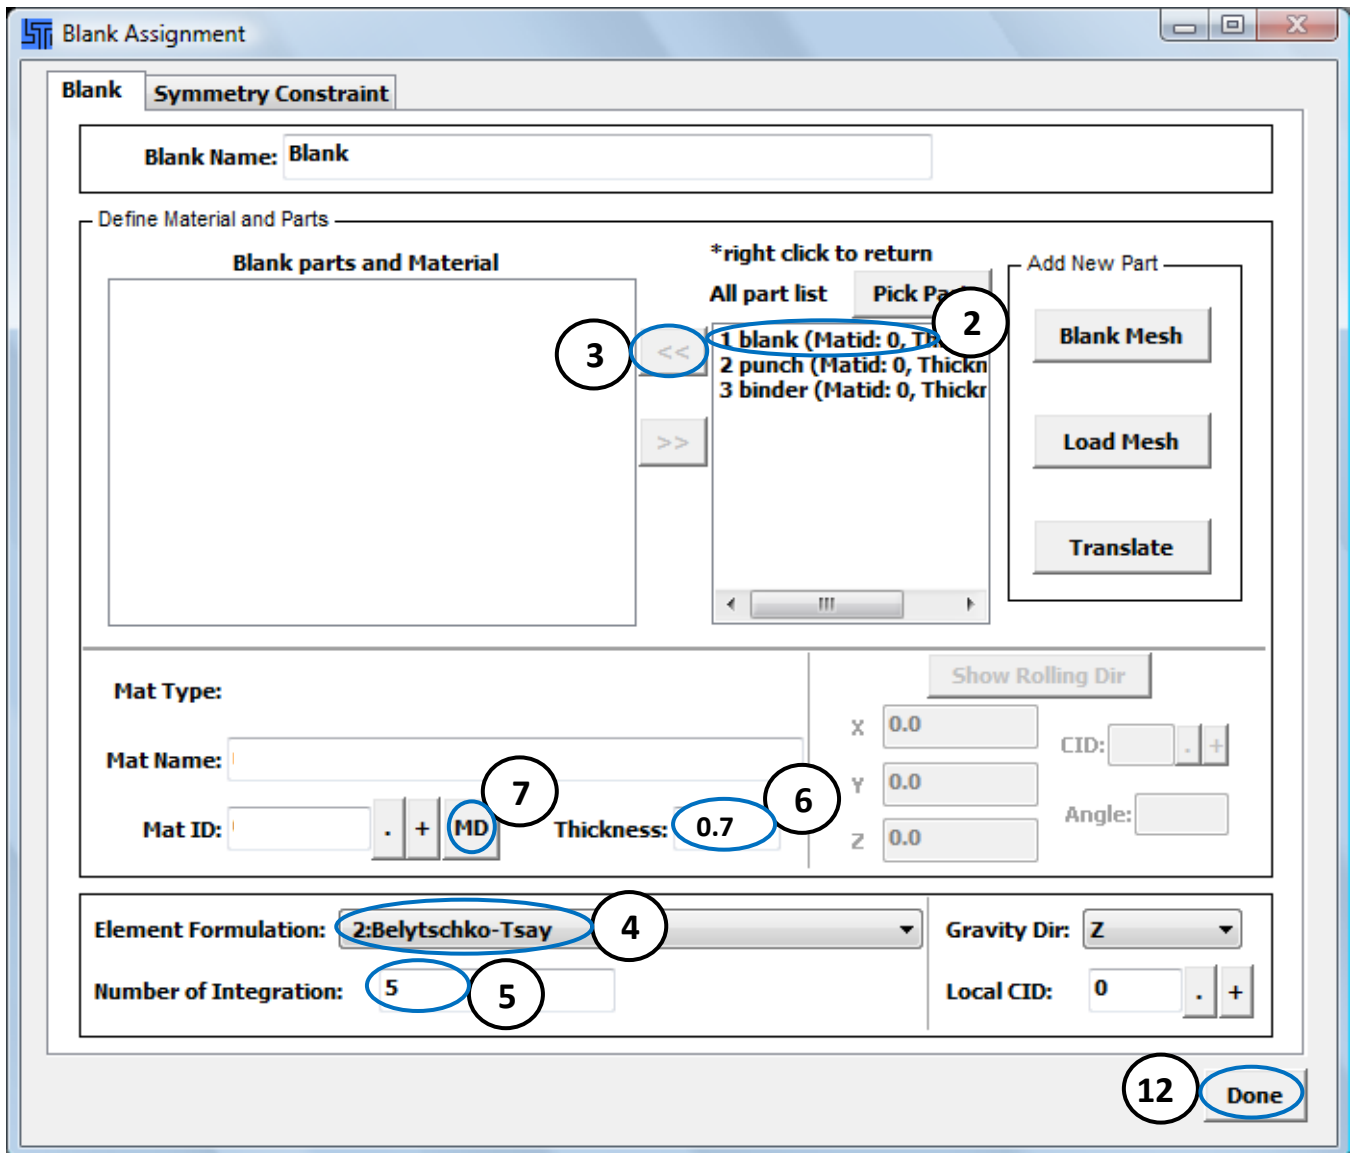 Blank Assignment
Blank
Symmetry Constraint
Blank Name: Blank
Define Material and Parts
Blank parts and Material
*right click to return
All part list
Pick
Add New Part
1 blank (Matid: 0,
2 punch (Matid: 0, Thickn
3 binder (Matid: 0, Thickr
2
3
<<
>>
Blank Mesh
Load Mesh
Translate
Mat Type:
Mat Name:
Mat ID:
. + MD
7
Thickness: 0.7
6
Show Rolling Dir
X 0.0
Y 0.0
Z 0.0
CID: . +
Angle:
Element Formulation: 2:Belytschko-Tsay
4
Number of Integration: 5
5
Gravity Dir: Z
Local CID: 0 . +
12
Done